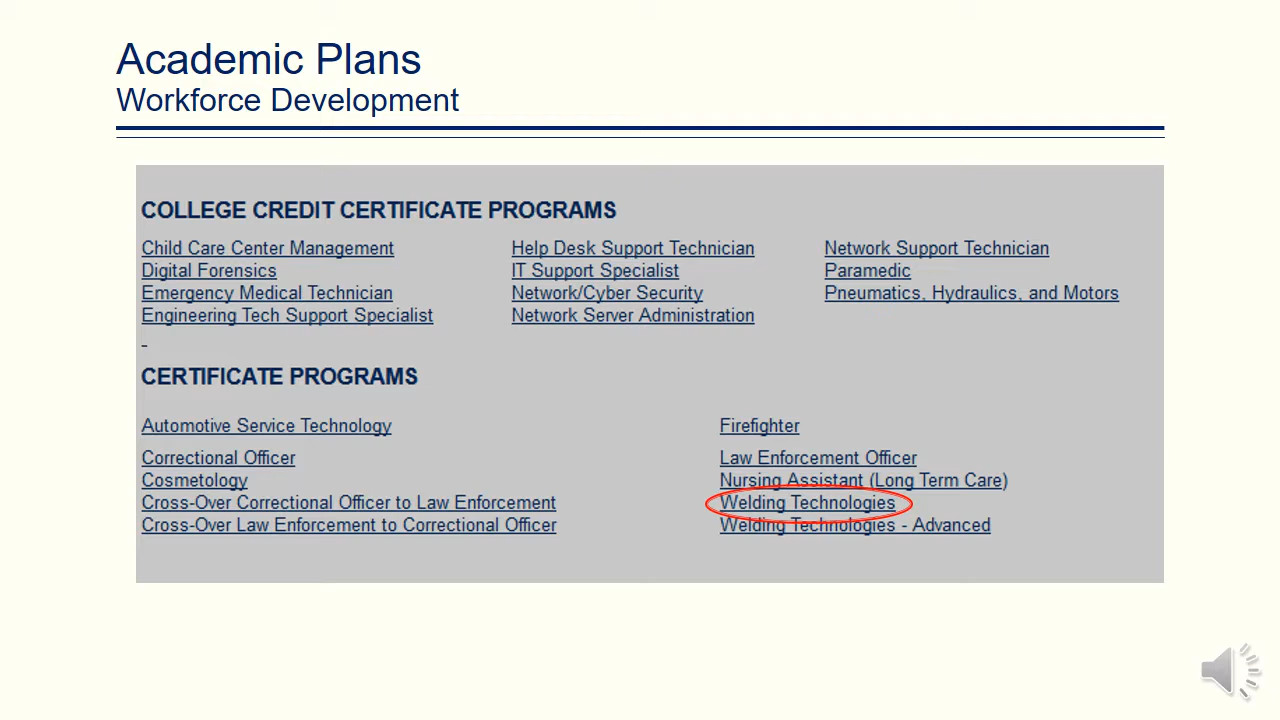 Academic Plans
Workforce Development
COLLEGE CREDIT CERTIFICATE PROGRAMS
Child Care Center Management
Digital Forensics
Emergency Medical Technician
Engineering Tech Support Specialist
Help Desk Support Technician
IT Support Specialist
Network/Cyber Security
Network Server Administration
Network Support Technician
Paramedic
Pneumatics, Hydraulics, and Motors
CERTIFICATE PROGRAMS
Automotive Service Technology
Correctional Officer
Cosmetology
Cross-Over Correctional Officer to Law Enforcement
Cross-Over Law Enforcement to Correctional Officer
Firefighter
Law Enforcement Officer
Nursing Assistant (Long Term Care)
Welding Technologies
Welding Technologies - Advanced